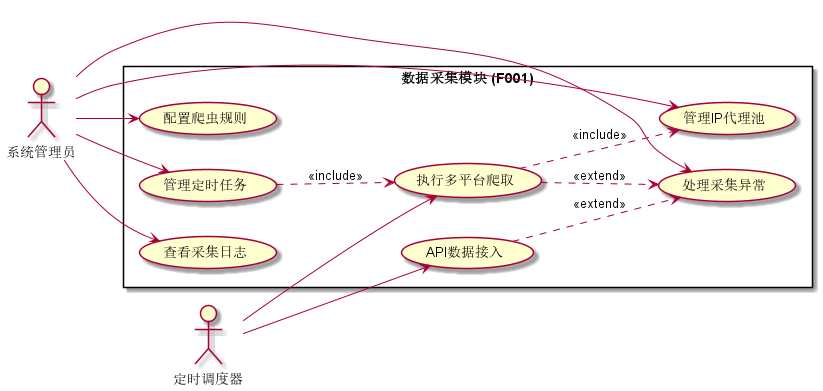 数据采集模块 (F001)
系统管理员
配置爬虫规则
管理IP代理池
«include»
管理定时任务
«include»
执行多平台爬取
«extend»
处理采集异常
«extend»
查看采集日志
API数据接入
定时调度器